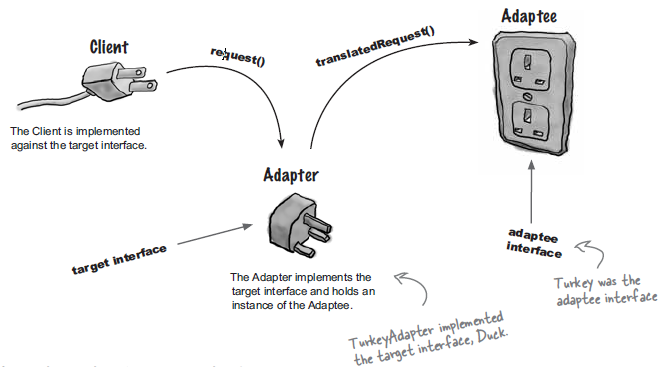 Client
request()
translatedRequest()
Adaptee
The Client is implemented
against the target interface.
Adapter
target interface
The Adapter implements the
target interface and holds an
instance of the Adaptee.
adaptee
interface
Turkey was the
adaptee interface
TurkeyAdapter implemented
the target interface, Duck.